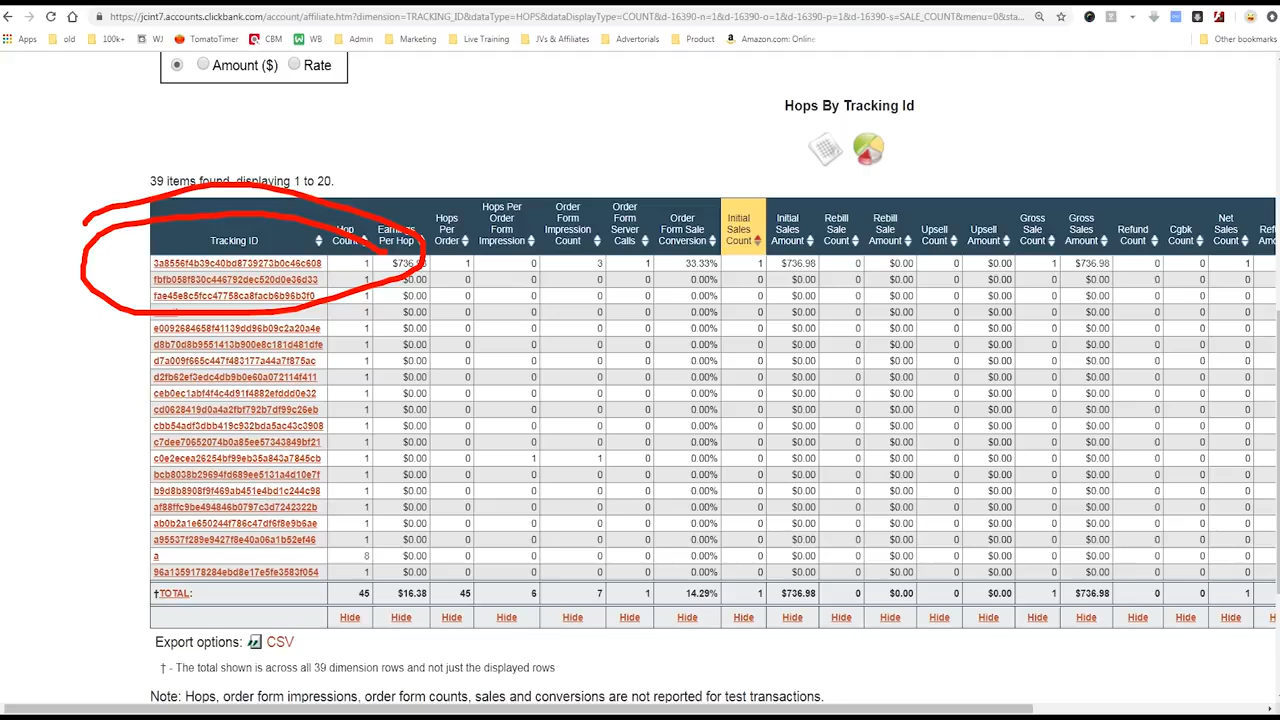 https://jcint7.accounts.clickbank.com/account/affiliate.htm?dimension=TRACKING_ID&dataType=HOPS&dataDisplayType=COUNT&d-16390-n=1&d-16390-o=1&d-16390-p=1&d-16390-s=SALE_COUNT&menu=0&sta...
Apps old 100k+ WJ TomatoTimer CBM WB Admin Marketing Live Training JVs & Affiliates Advertorials Product Amazon.com: Online Other bookmarks
Amount ($) Rate
Hops By Tracking Id
39 items found, displaying 1 to 20.
Tracking ID Hop Count Earnings Per Hop Hops Per Order Hops Per Order Form Impression Order Form Impression Count Order Form Server Calls Order Form Sale Conversion Initial Sales Count Initial Sales Amount Rebill Sale Count Rebill Sale Amount Upsell Count Upsell Amount Gross Sale Count Gross Sales Amount Refund Count Cgbk Count Net Sales Count
3a8556f4b39c40bd8739273b0c46c608 1 $736.98 1 0 3 1 33.33% 1 $736.98 0 $0.00 0 $0.00 1 $736.98 0 0 1
fbfb058f830c446792dec520d0e36d33 1 $0.00 0 0 0 0 0.00% 0 $0.00 0 $0.00 0 $0.00 0 $0.00 0 0 0
fae45e8c5fcc47758ca8facb6b96b3f0 1 $0.00 0 0 0 0 0.00% 0 $0.00 0 $0.00 0 $0.00 0 $0.00 0 0 0
1 $0.00 0 0 0 0 0.00% 0 $0.00 0 $0.00 0 $0.00 0 $0.00 0 0 0
e0092684658f41139dd96b09c2a20a4e 1 $0.00 0 0 0 0 0.00% 0 $0.00 0 $0.00 0 $0.00 0 $0.00 0 0 0
d8b70d8b9551413b900e8c181d481dfe 1 $0.00 0 0 0 0 0.00% 0 $0.00 0 $0.00 0 $0.00 0 $0.00 0 0 0
d7a009f665c447f483177a44a7f875ac 1 $0.00 0 0 0 0 0.00% 0 $0.00 0 $0.00 0 $0.00 0 $0.00 0 0 0
d2fb62ef3edc4db9b0e60a072114f411 1 $0.00 0 0 0 0 0.00% 0 $0.00 0 $0.00 0 $0.00 0 $0.00 0 0 0
ceb0ec1abf4f4c4d91f4882efddd0e32 1 $0.00 0 0 0 0 0.00% 0 $0.00 0 $0.00 0 $0.00 0 $0.00 0 0 0
cd0628419d0a4a2fbf792b7df99c26eb 1 $0.00 0 0 0 0 0.00% 0 $0.00 0 $0.00 0 $0.00 0 $0.00 0 0 0
cbb54adf3dbb419c932bda5ac43c3908 1 $0.00 0 0 0 0 0.00% 0 $0.00 0 $0.00 0 $0.00 0 $0.00 0 0 0
c7dee70652074b0a85ee57343849bf21 1 $0.00 0 0 0 0 0.00% 0 $0.00 0 $0.00 0 $0.00 0 $0.00 0 0 0
c0e2ecea26254bf99eb35a843a7845cb 1 $0.00 0 1 1 0 0.00% 0 $0.00 0 $0.00 0 $0.00 0 $0.00 0 0 0
bcb8038b29694fd689ee5131a4d10e7f 1 $0.00 0 0 0 0 0.00% 0 $0.00 0 $0.00 0 $0.00 0 $0.00 0 0 0
b9d8b8908f9f469ab451e4bd1c244c98 1 $0.00 0 0 0 0 0.00% 0 $0.00 0 $0.00 0 $0.00 0 $0.00 0 0 0
af88ffc9be494846b0797c3d7242322b 1 $0.00 0 0 0 0 0.00% 0 $0.00 0 $0.00 0 $0.00 0 $0.00 0 0 0
ab0b2a1e650244f786c47df6f8e9b6ae 1 $0.00 0 0 0 0 0.00% 0 $0.00 0 $0.00 0 $0.00 0 $0.00 0 0 0
a95537f289e9427f8e40a06a1b52ef46 1 $0.00 0 0 0 0 0.00% 0 $0.00 0 $0.00 0 $0.00 0 $0.00 0 0 0
a 8 $0.00 0 0 0 0 0.00% 0 $0.00 0 $0.00 0 $0.00 0 $0.00 0 0 0
96a1359178284ebd8e17e5fe3583f054 1 $0.00 0 0 0 0 0.00% 0 $0.00 0 $0.00 0 $0.00 0 $0.00 0 0 0
†TOTAL: 45 $16.38 45 6 7 1 14.29% 1 $736.98 0 $0.00 0 $0.00 1 $736.98 0 0 1
Hide Hide Hide Hide Hide Hide Hide Hide Hide Hide Hide Hide Hide Hide Hide Hide Hide Hide
Export options: CSV
† - The total shown is across all 39 dimension rows and not just the displayed rows
Note: Hops, order form impressions, order form counts, sales and conversions are not reported for test transactions.